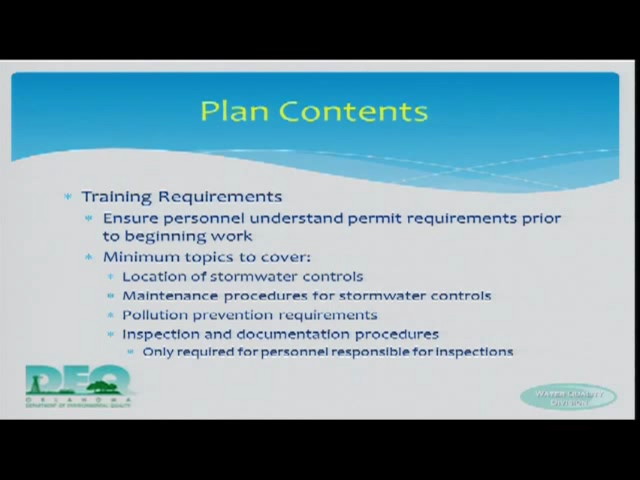 Plan Contents
Training Requirements
Ensure personnel understand permit requirements prior
to beginning work
Minimum topics to cover:
Location of stormwater controls
Maintenance procedures for stormwater controls
Pollution prevention requirements
Inspection and documentation procedures
Only required for personnel responsible for inspections
DEQ
OKLAHOMA
DEPARTMENT OF ENVIRONMENTAL QUALITY
WATER QUALITY
DIVISION